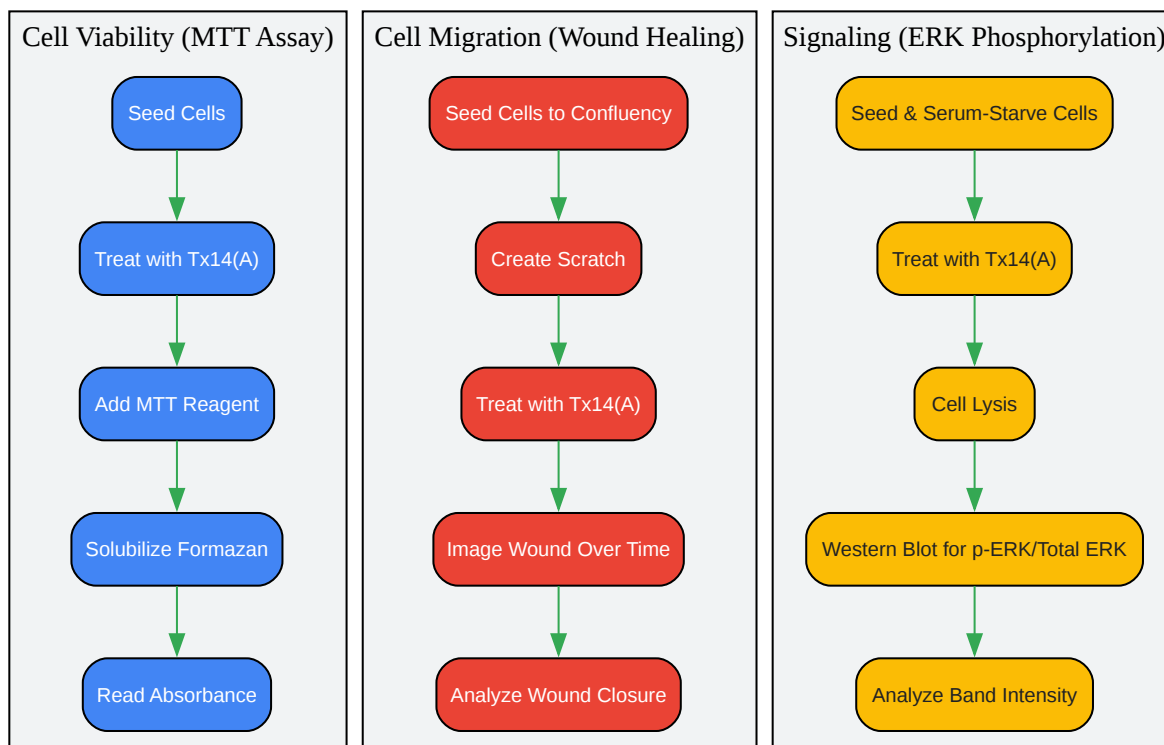 Cell Viability (MTT Assay)
Seed Cells
Treat with Tx14(A)
Add MTT Reagent
Solubilize Formazan
Read Absorbance
Cell Migration (Wound Healing)
Seed Cells to Confluency
Create Scratch
Treat with Tx14(A)
Image Wound Over Time
Analyze Wound Closure
Signaling (ERK Phosphorylation)
Seed & Serum-Starve Cells
Treat with Tx14(A)
Cell Lysis
Western Blot for p-ERK/Total ERK
Analyze Band Intensity